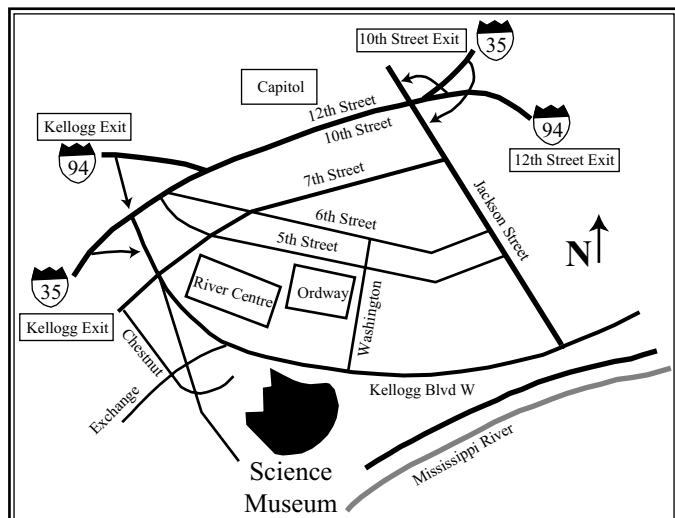 10th Street Exit
35
Capitol
12th Street
10th Street
Kellogg Exit
94
94
12th Street Exit
7th Street
6th Street
5th Street
Jackson Street
N
River Centre
Ordway
Washington
35
Kellogg Exit
Chestnut
Exchange
Kellogg Blvd W
Mississippi River
Science
Museum